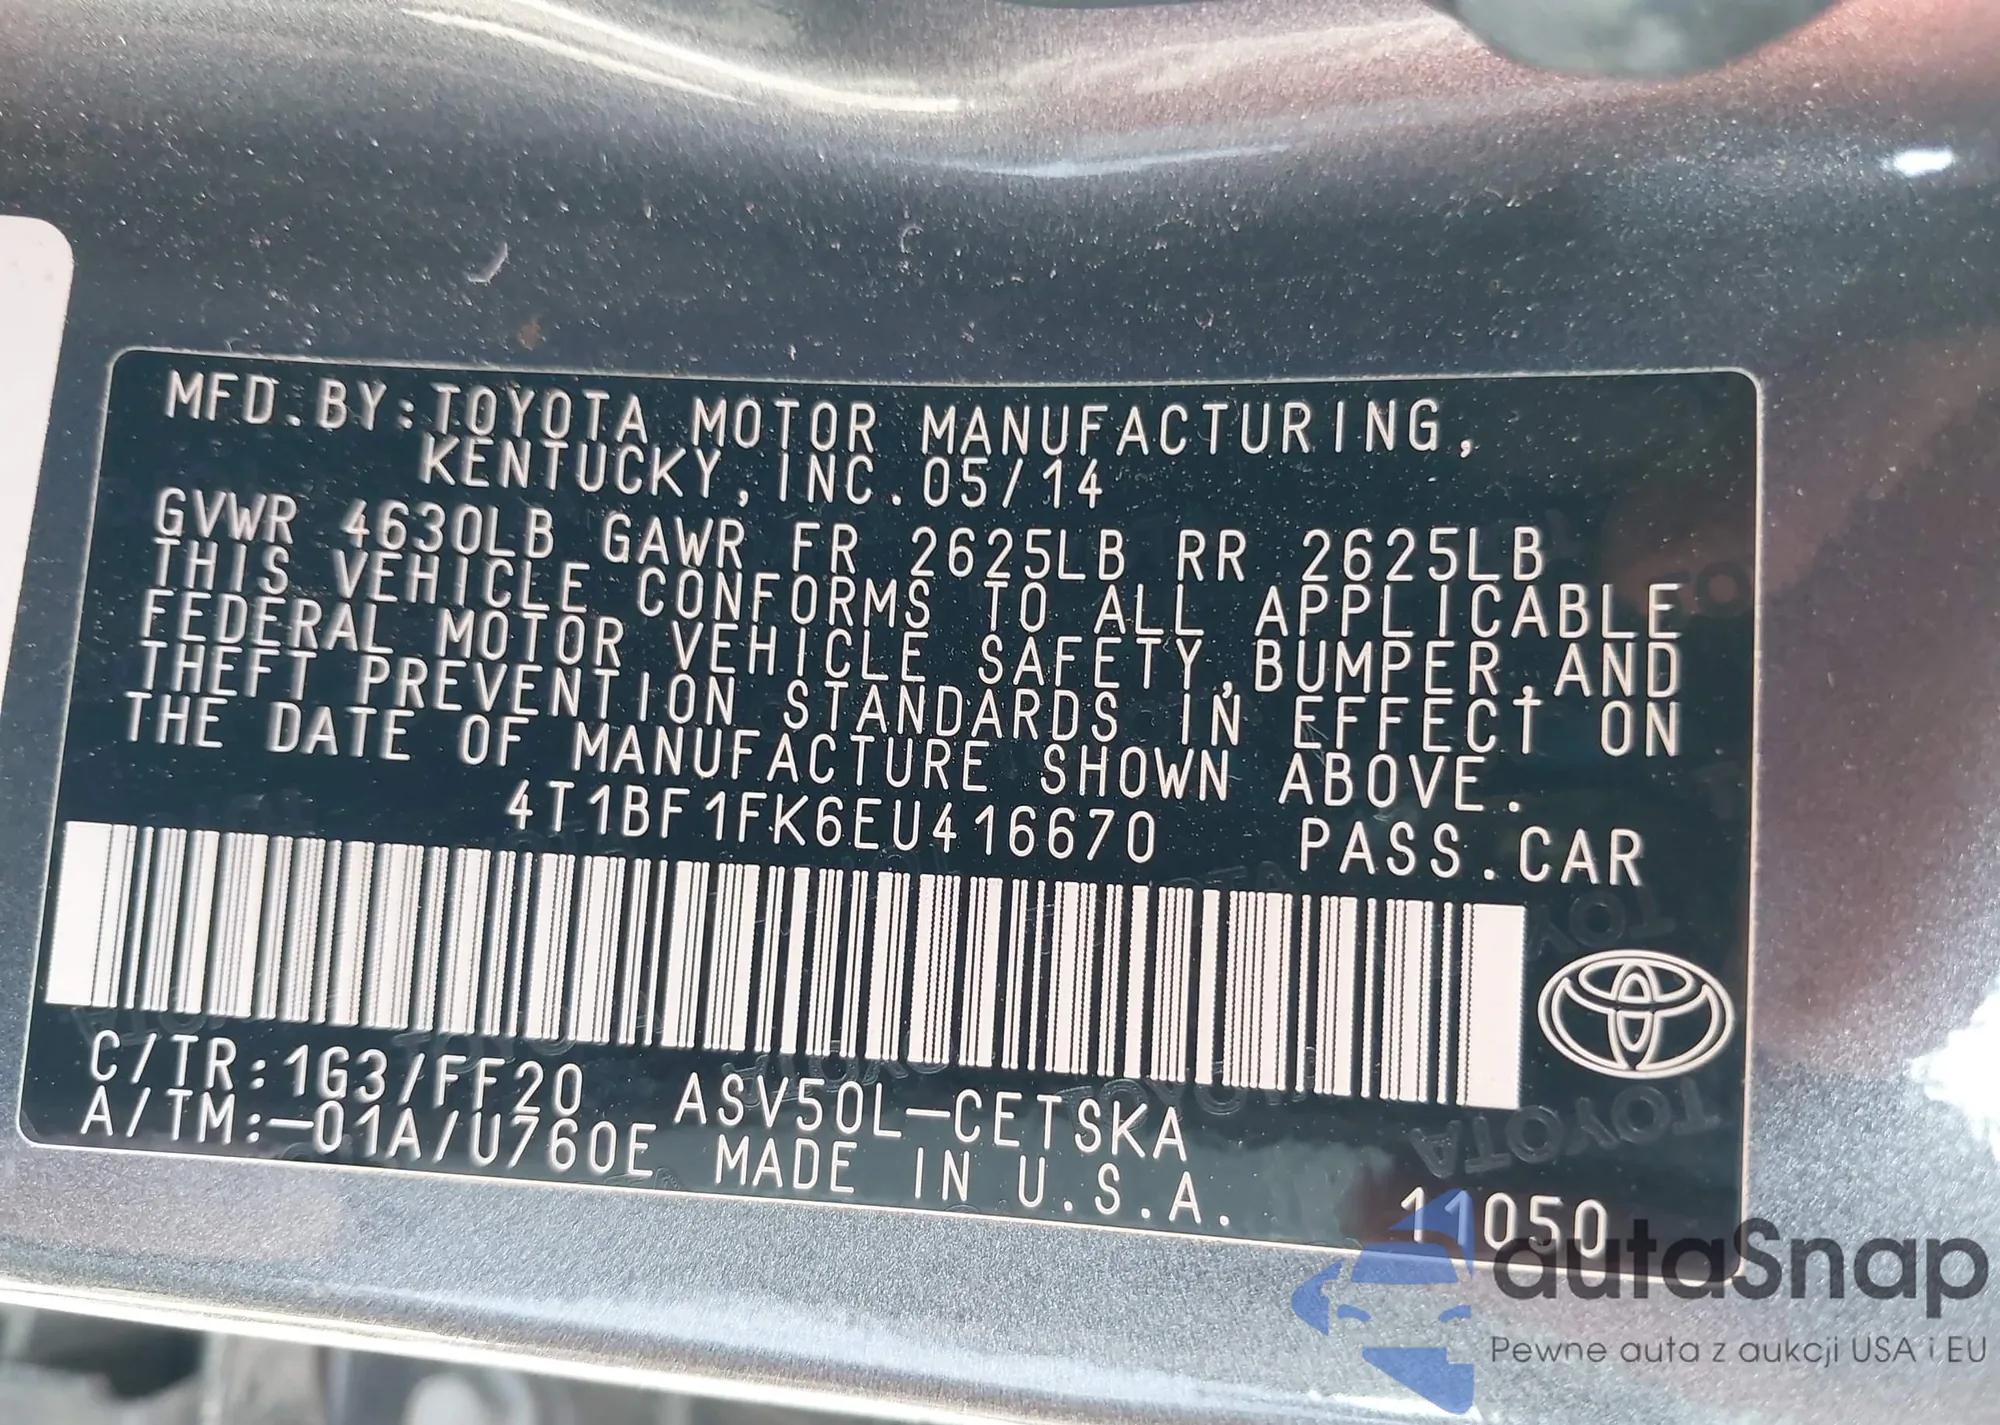 MFD.BY:TOYOTA MOTOR MANUFACTURING,
KENTUCKY,INC.05/14
GVWR 4630LB GAWR FR 2625LB RR 2625LB
THIS VEHICLE CONFORMS TO ALL APPLICABLE
FEDERAL MOTOR VEHICLE SAFETY,BUMPER,AND
THEFT PREVENTION STANDARDS IN EFFECT ON
THE DATE OF MANUFACTURE SHOWN ABOVE.
4T1BF1FK6EU416670 PASS.CAR
C/TR:1G3/FF20 ASV50L-CETSKA
A/TM:-01A/U760E MADE IN U.S.A. 11050
TOYOTA
autaSnap
Pewne auta z aukcji USA i EU